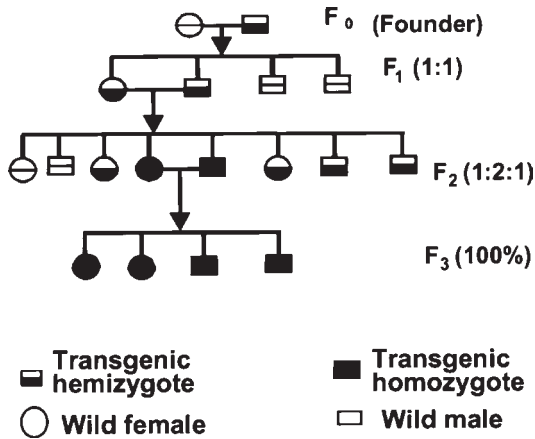 F₀ (Founder)
F₁ (1:1)
F₂ (1:2:1)
F₃ (100%)
Transgenic hemizygote
Transgenic homozygote
Wild female
Wild male